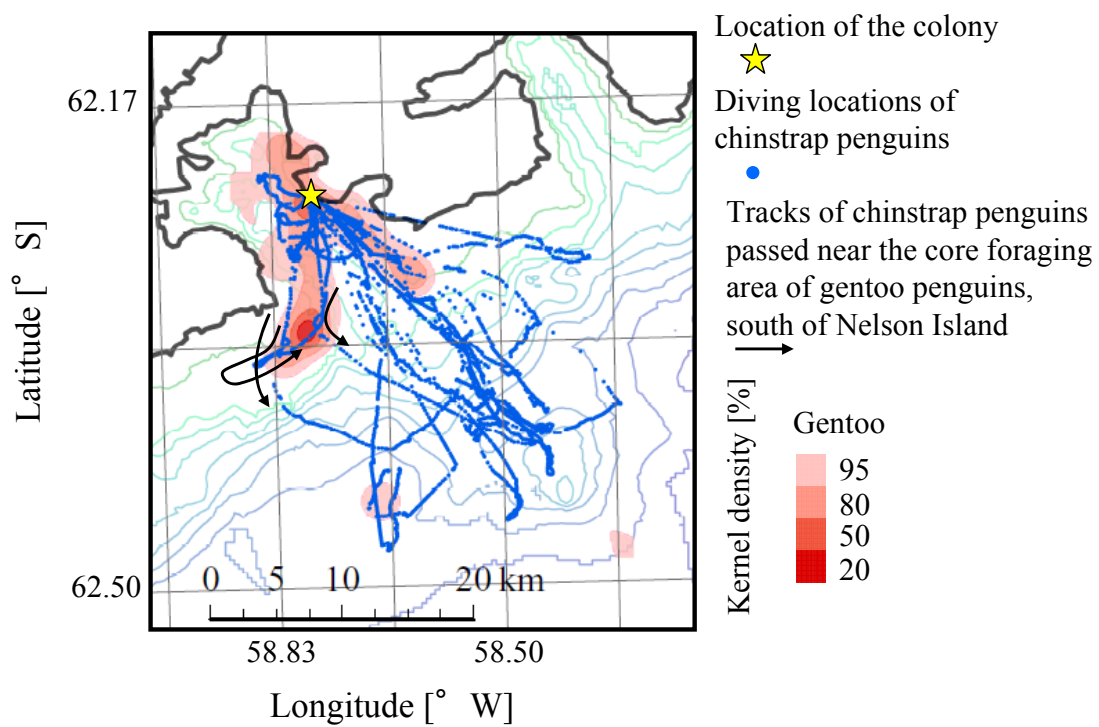 Location of the colony
Diving locations of
chinstrap penguins
Tracks of chinstrap penguins
passed near the core foraging
area of gentoo penguins,
south of Nelson Island
Kernel density [%]
Gentoo
95
80
50
20
Latitude [° S]
62.17
62.50
0 5 10 20 km
58.83 58.50
Longitude [° W]